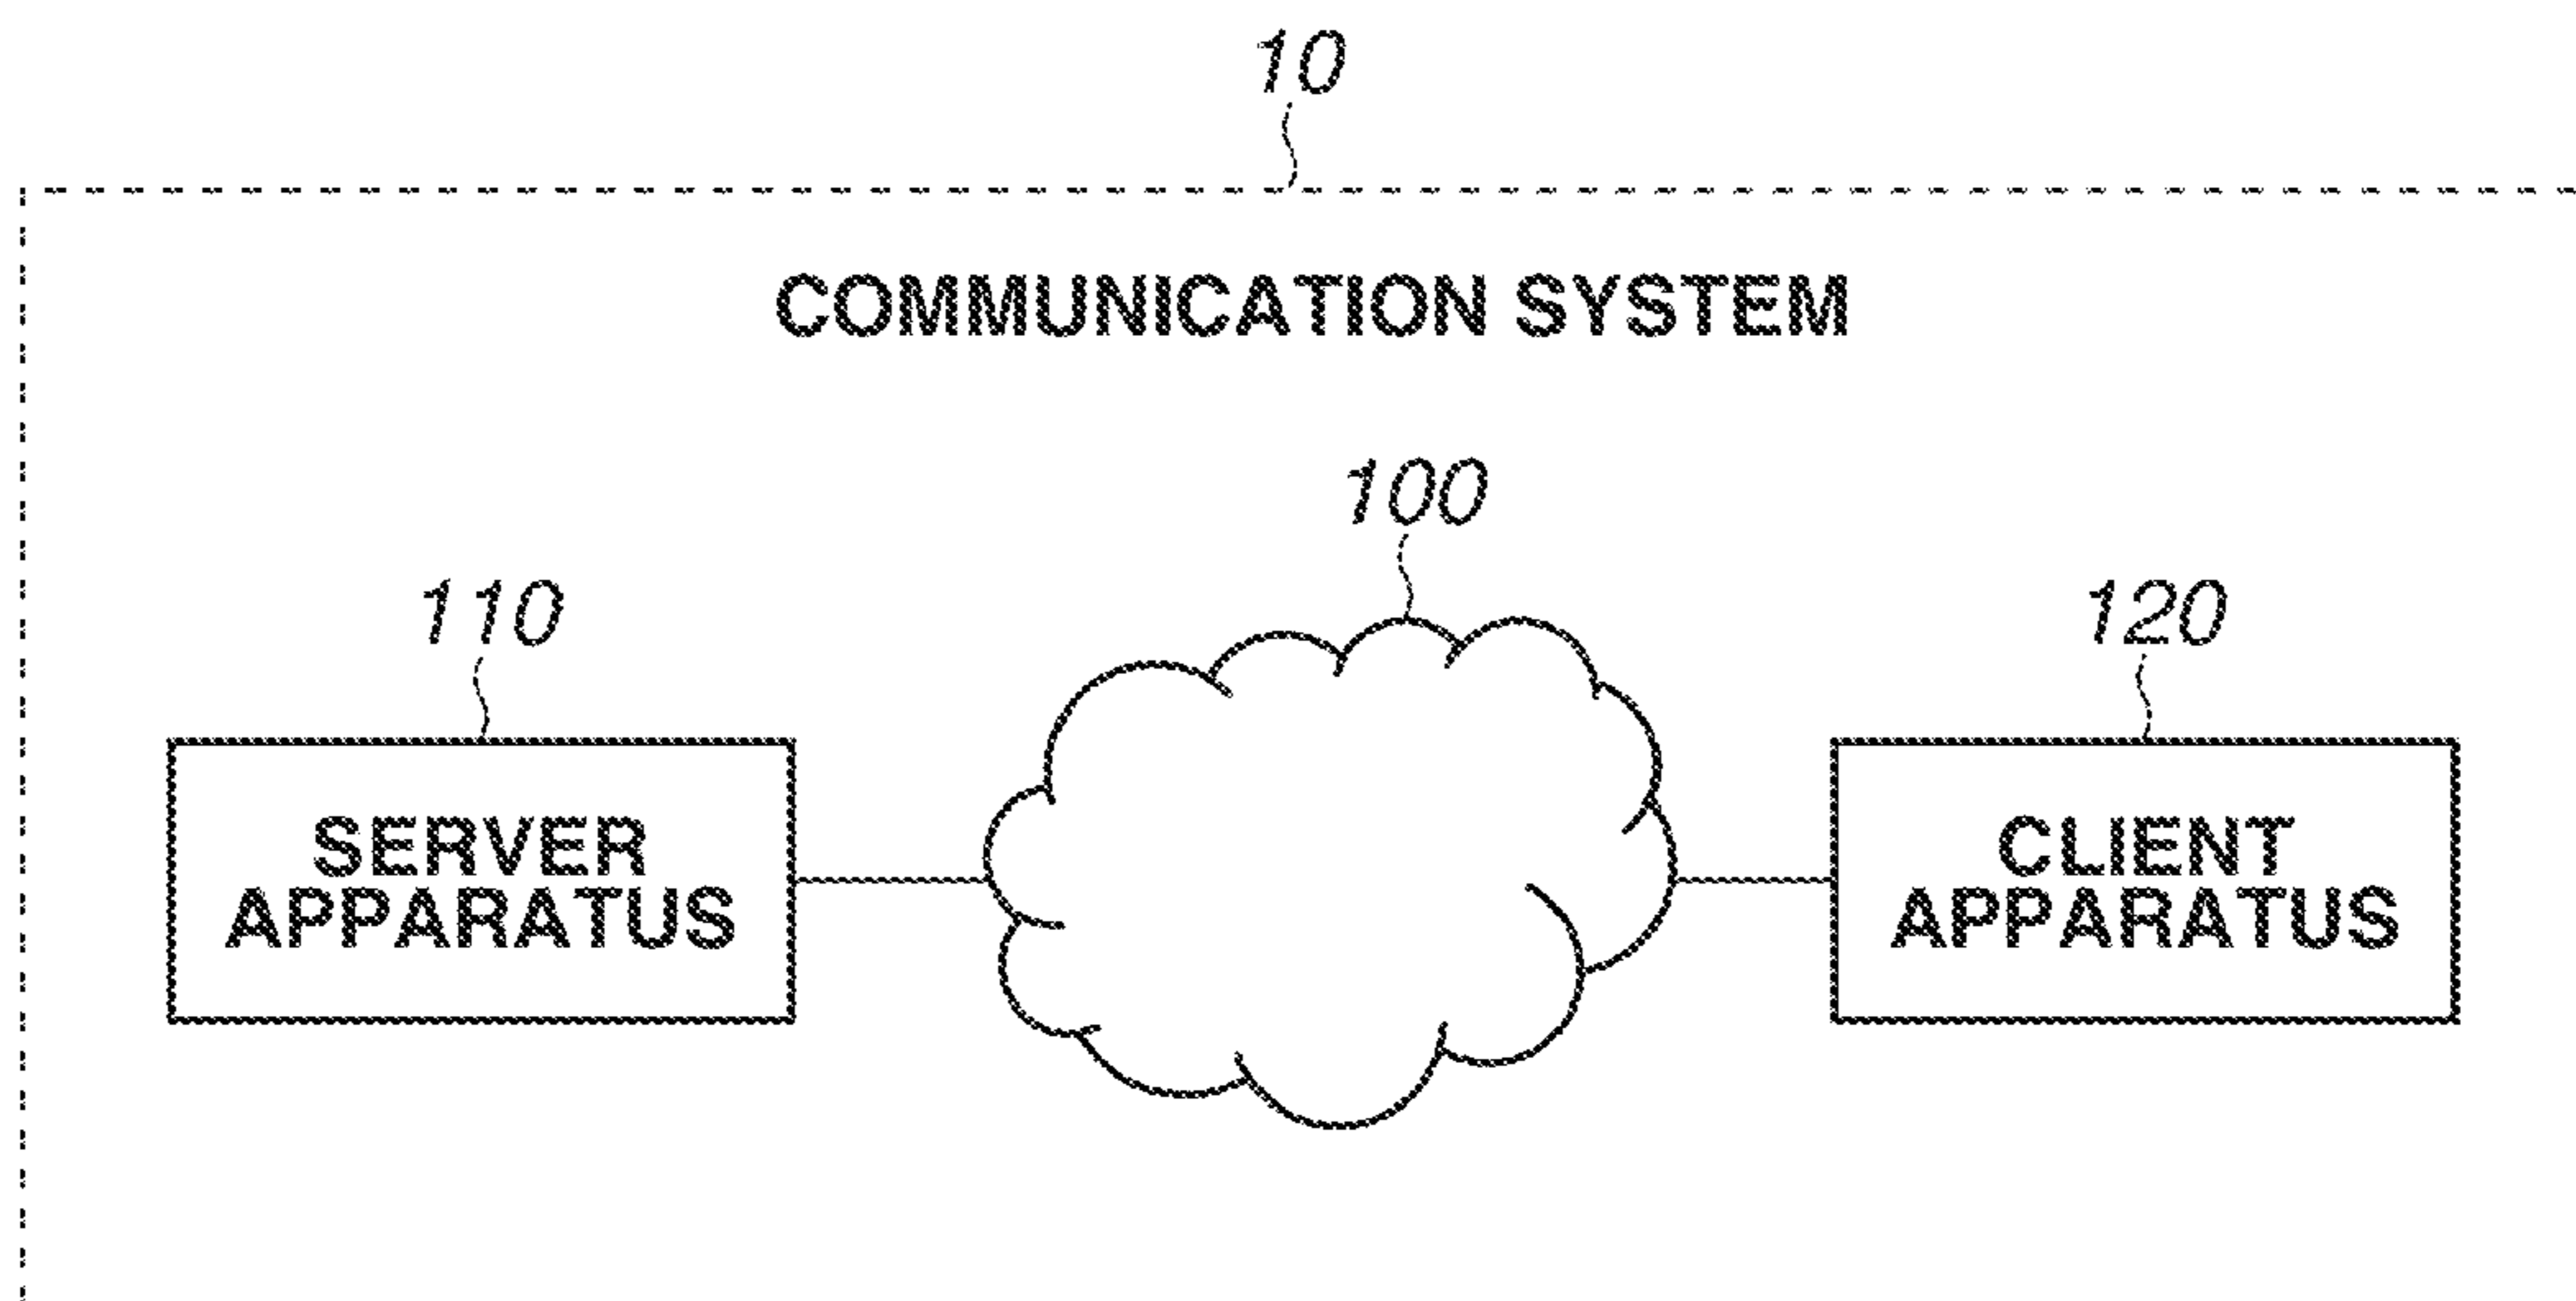 10
COMMUNICATION SYSTEM
100
110
120
SERVER
APPARATUS
CLIENT
APPARATUS